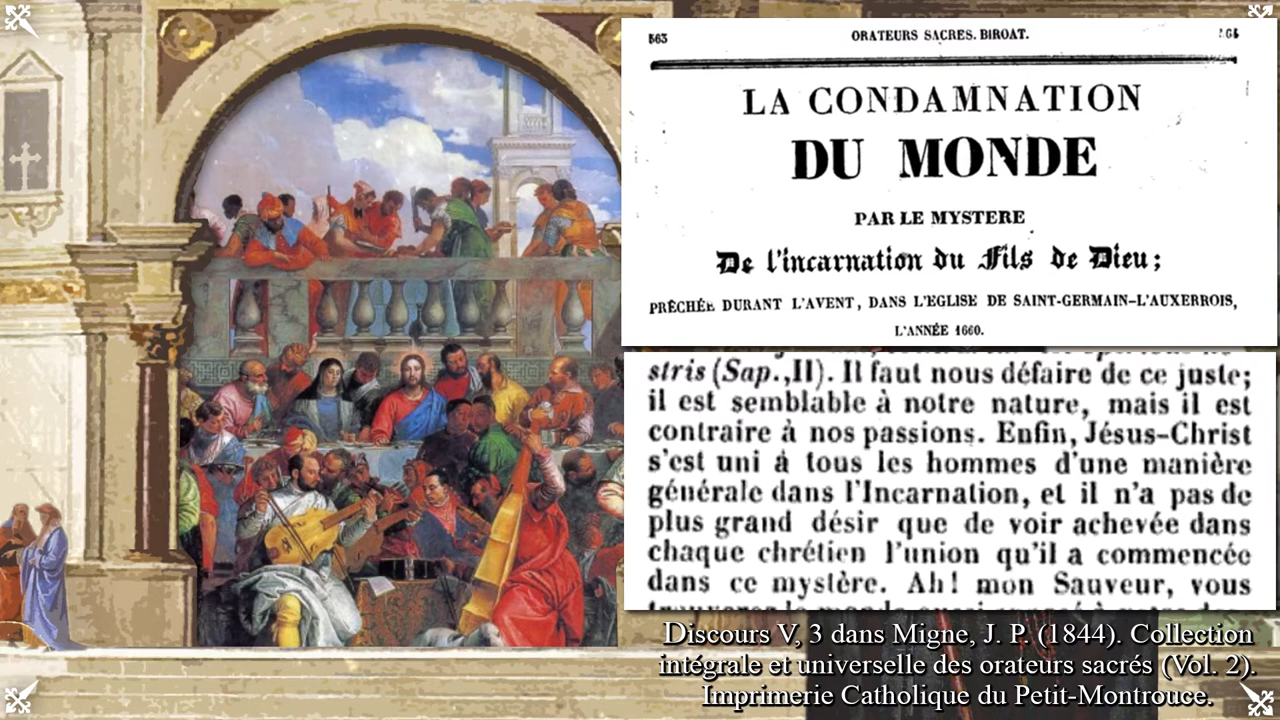 563 ORATEURS SACRES. BIROAT.
LA CONDAMNATION
DU MONDE
PAR LE MYSTERE
De l'incarnation du Fils de Dieu;
PRÊCHÉE DURANT L'AVENT, DANS L'EGLISE DE SAINT-GERMAIN-L'AUXERROIS,
L'ANNÉE 1660.
stris (Sap., II). Il faut nous défaire de ce juste;
il est semblable à notre nature, mais il est
contraire à nos passions. Enfin, Jésus-Christ
s'est uni à tous les hommes d'une manière
générale dans l'Incarnation, et il n'a pas de
plus grand désir que de voir achevée dans
chaque chrétien l'union qu'il a commencée
dans ce mystère. Ah! mon Sauveur, vous
Discours V, 3 dans Migne, J. P. (1844). Collection
intégrale et universelle des orateurs sacrés (Vol. 2).
Imprimerie Catholique du Petit-Montrouce.